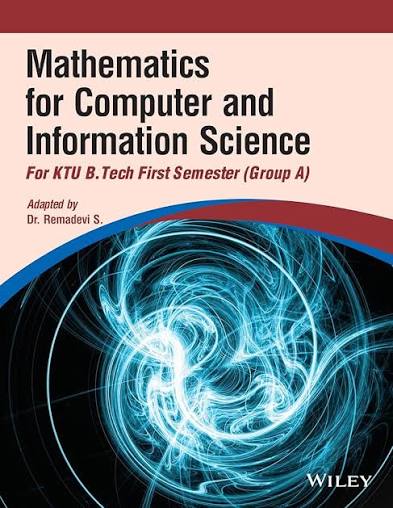 Mathematics
for Computer and
Information Science
For KTU B.Tech First Semester (Group A)
Adapted by
Dr. Remadevi S.
WILEY